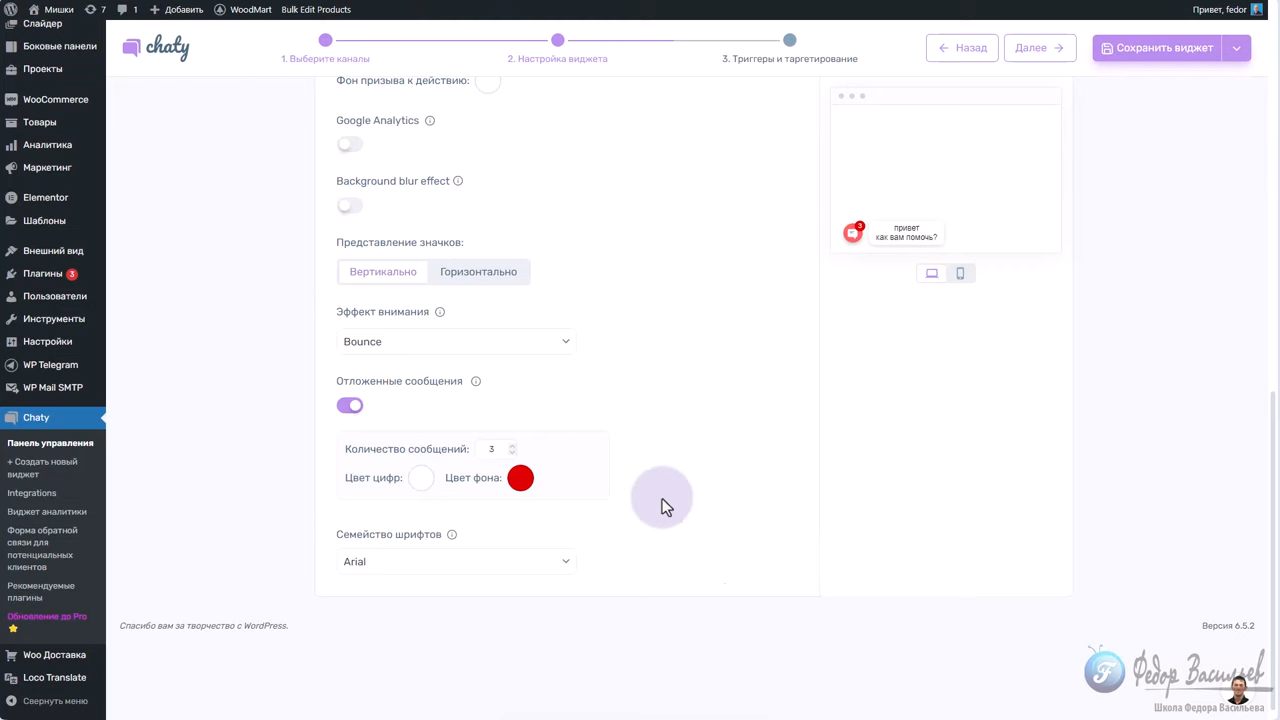 Мыши
9
1
WooMart
Bulk Edit Products
Привет, fedor
Слайдер
Боковые панели
Проекты
WooCommerce
Товары
Аналитика
Маркетинг
Elementor
Шаблоны
Внешний вид
Плагины 3
Пользователи
Инструменты
Настройки
WP Telegram
WP Mail SMTP
Chaty
Панель управления
+ Создать новый
виджет
Integrations
Виджет аналитики
Форма обратной
связи для
потенциальных
клиентов
Рекомендуемые
плагины
Обновление до Pro
Woo Доставка
Loco Translate
Свернуть меню
chaty
1. Выберите каналы
2. Настройка виджета
3. Триггеры и таргетирование
Назад
Далее
Сохранить виджет
Фон призыва к действию:
Google Analytics
Background blur effect
Представление значков:
Вертикально
Горизонтально
Эффект внимания
Bounce
Отложенные сообщения
Количество сообщений: 3
Цвет цифр:
Цвет фона:
Семейство шрифтов
Arial
3
привет
как вам помочь?
Спасибо вам за творчество с WordPress.
Версия 6.5.2
F
Федор Васильев
Школа Федора Васильева